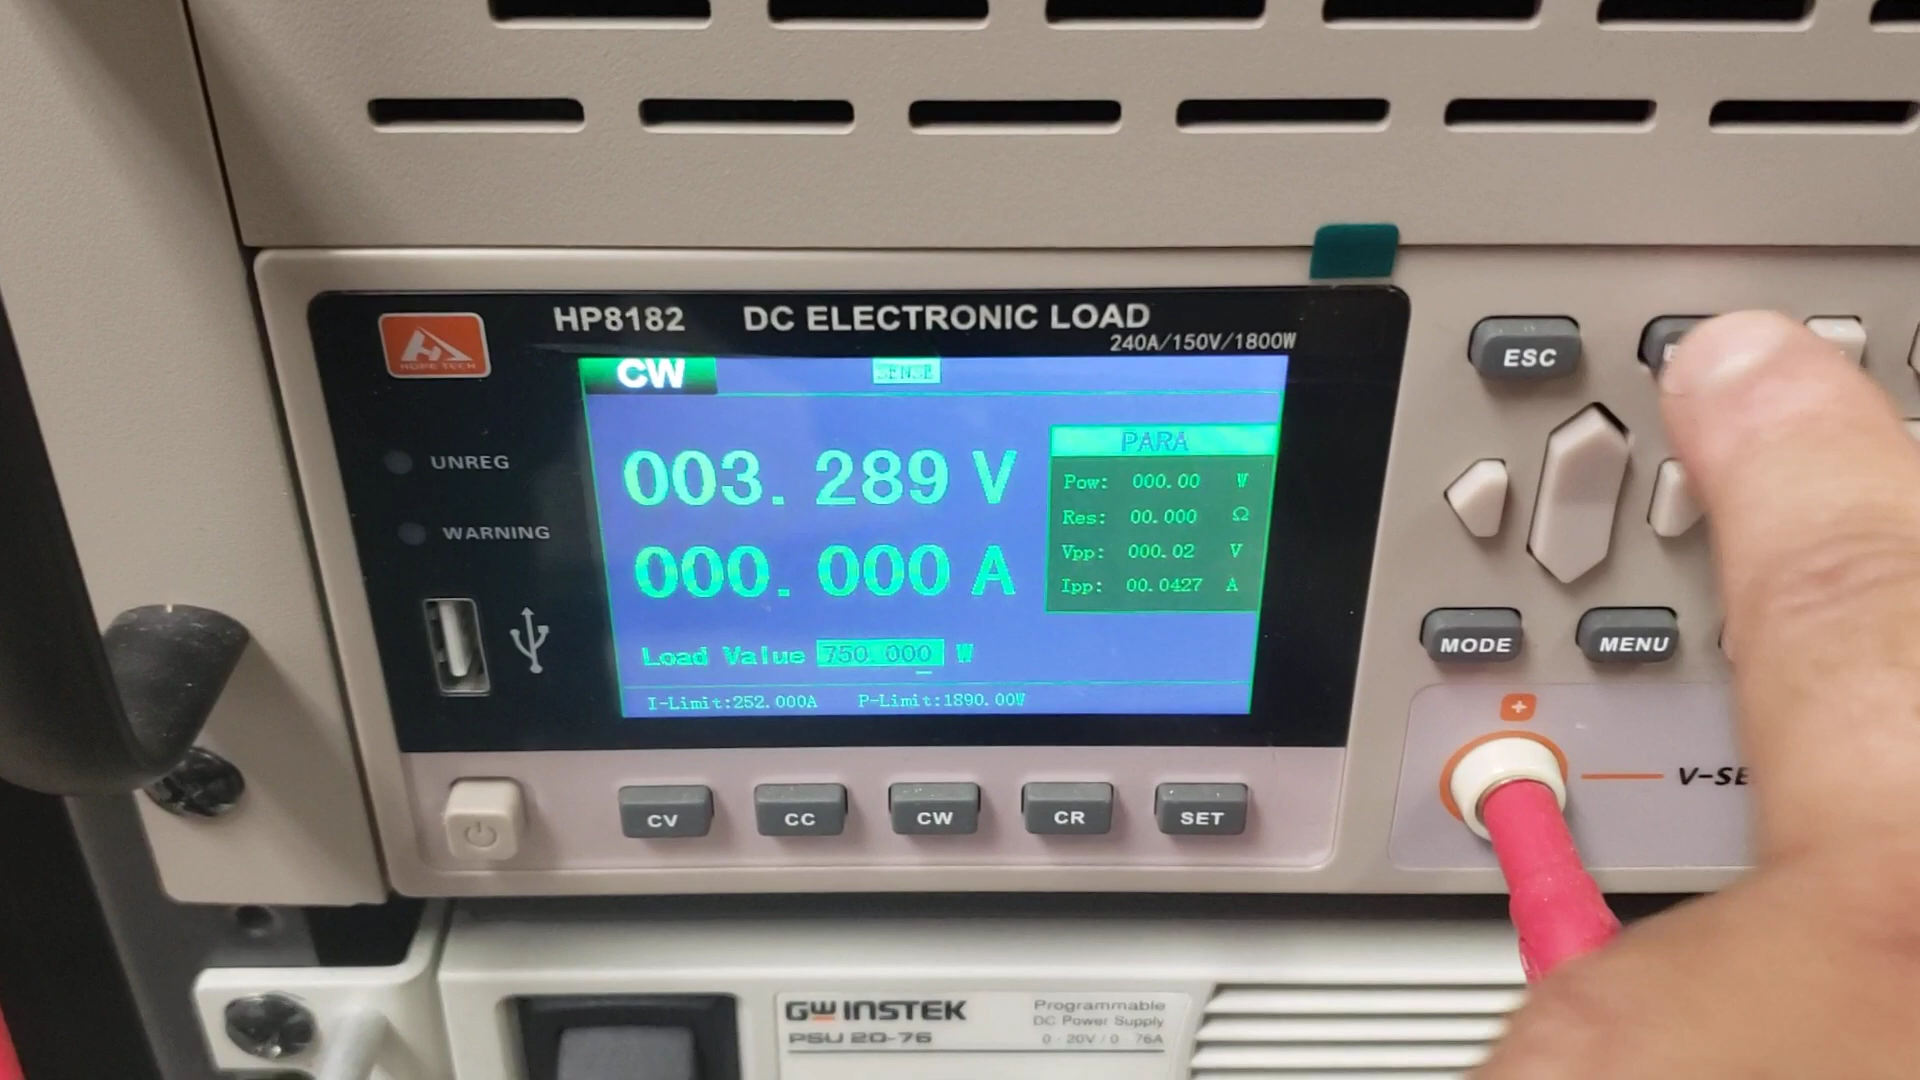 HP8182 DC ELECTRONIC LOAD
240A/150V/1800W
HOPE TECH
CW SENSE
003.289 V
000.000 A
PARA
Pow: 000.00 W
Res: 00.000 Ω
Vpp: 000.02 V
Ipp: 00.0427 A
Load Value 750.000 W
I-Limit:252.000A P-Limit:1890.00W
UNREG
WARNING
ESC
MODE MENU
CV CC CW CR SET
+
GW INSTEK
PSU 20-76
Programmable
DC Power Supply
0 - 20V / 0 - 76A